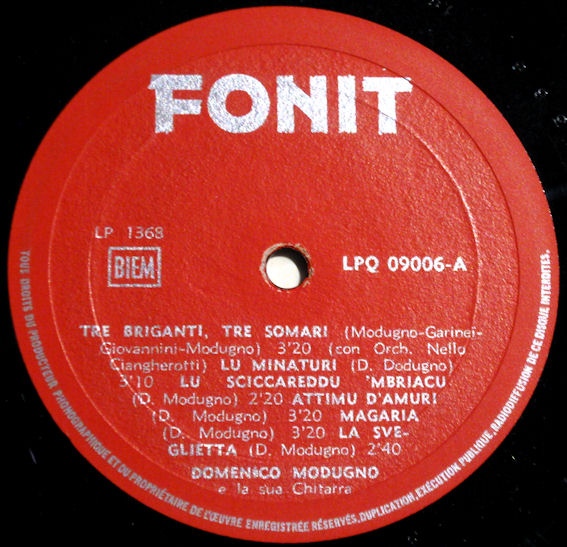 FONIT
LP 1368
BIEM
LPQ 09006-A
TRE BRIGANTI, TRE SOMARI (Modugno-Garinei-
Giovannini-Modugno) 3'20 (con Orch. Nello
Ciangherotti) LU MINATURI (D. Dodugno)
3'10 LU SCICCAREDDU 'MBRIACU
(D. Modugno) 2'20 ATTIMU D'AMURI
(D. Modugno) 3'20 MAGARIA
(D. Modugno) 3'20 LA SVE-
GLIETTA (D. Modugno) 2'40
DOMENICO MODUGNO
e la sua Chitarra
TOUS DROITS DU PRODUCTEUR PHONOGRAPHIQUE ET DU PROPRIÉTAIRE DE L'ŒUVRE ENREGISTRÉE RÉSERVÉS, DUPLICATION, EXÉCUTION PUBLIQUE, RADIODIFFUSION DE CE DISQUE INTERDITES.